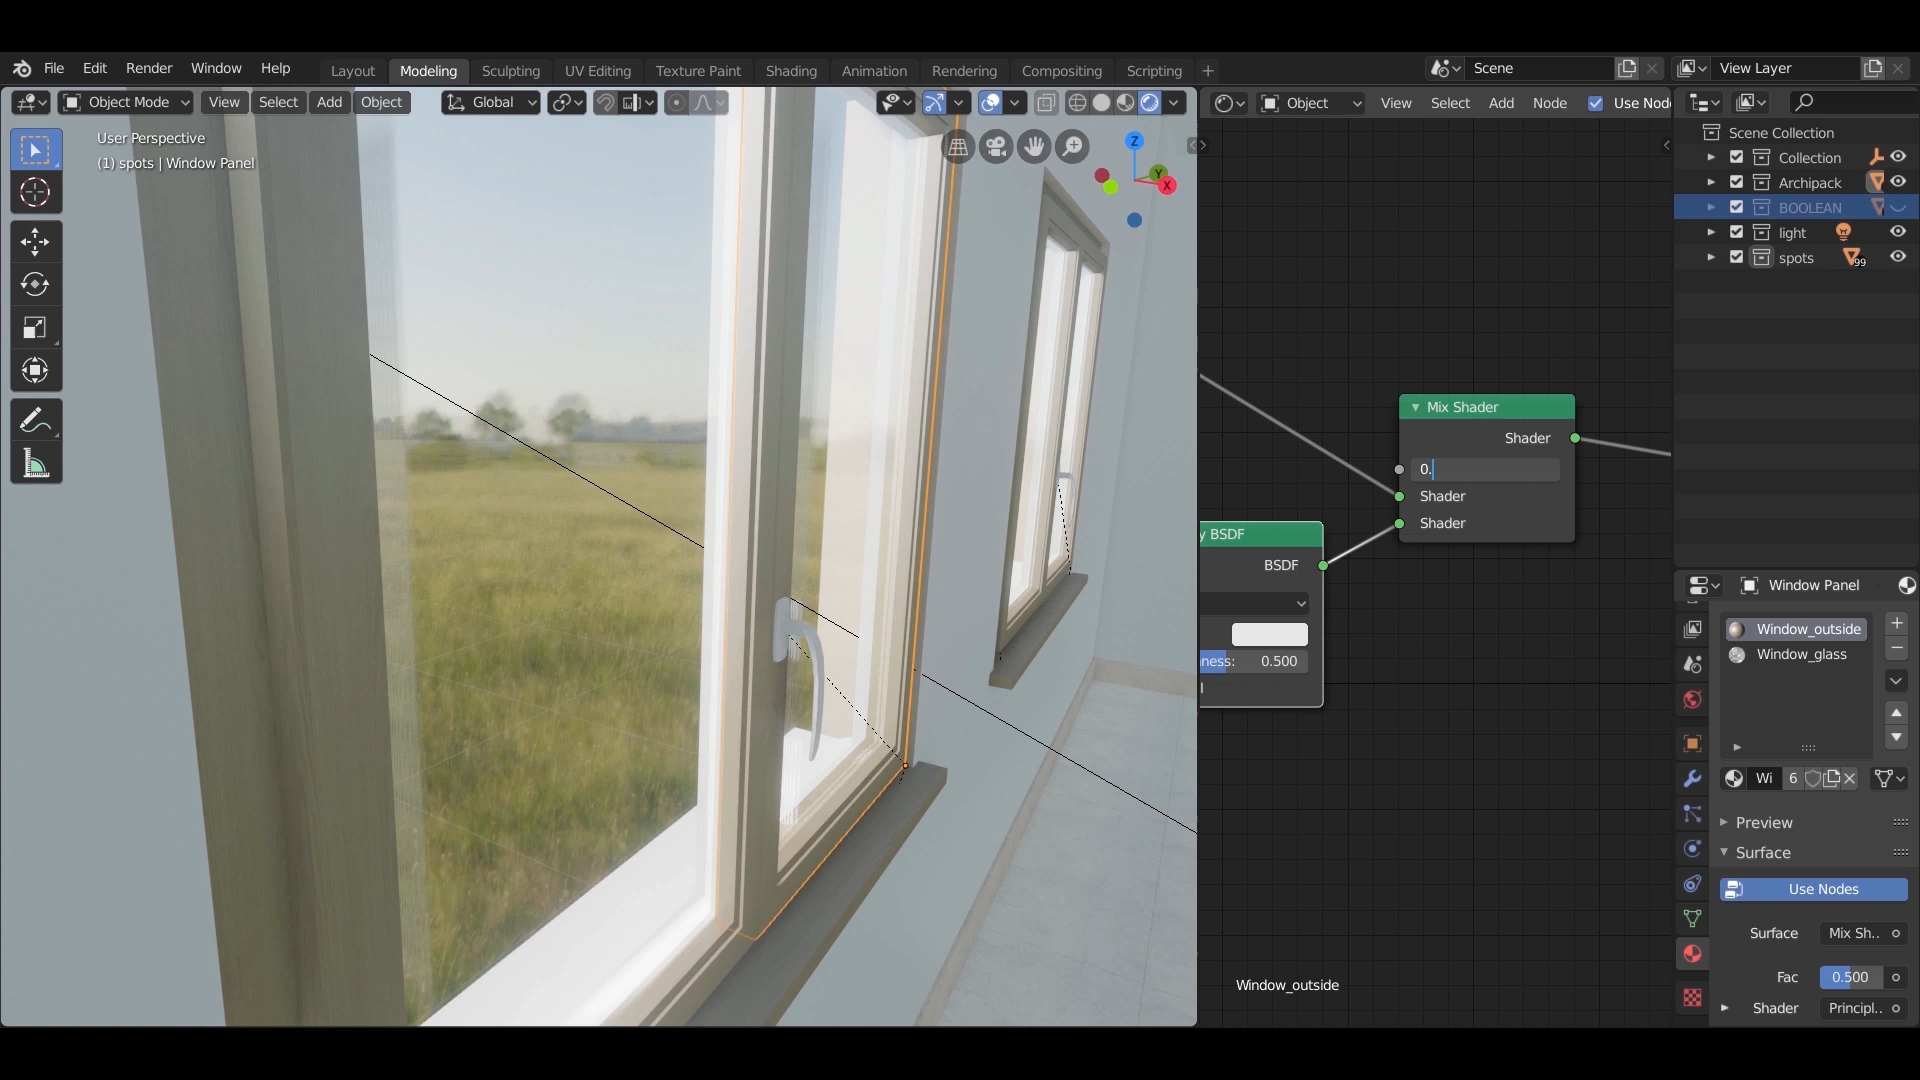 File Edit Render Window Help Layout Modeling Sculpting UV Editing Texture Paint Shading Animation Rendering Compositing Scripting + Scene View Layer
Object Mode View Select Add Object Global
User Perspective
(1) spots | Window Panel
Z
Y
X
Object View Select Add Node Use Nod
Mix Shader
Shader
0.
Shader
Shader
y BSDF
BSDF
ness: 0.500
Window_outside
Scene Collection
Collection
Archipack
BOOLEAN
light
spots
99
Window Panel
Window_outside
Window_glass
Wi 6
Preview
Surface
Use Nodes
Surface Mix Sh..
Fac 0.500
Shader Principl..